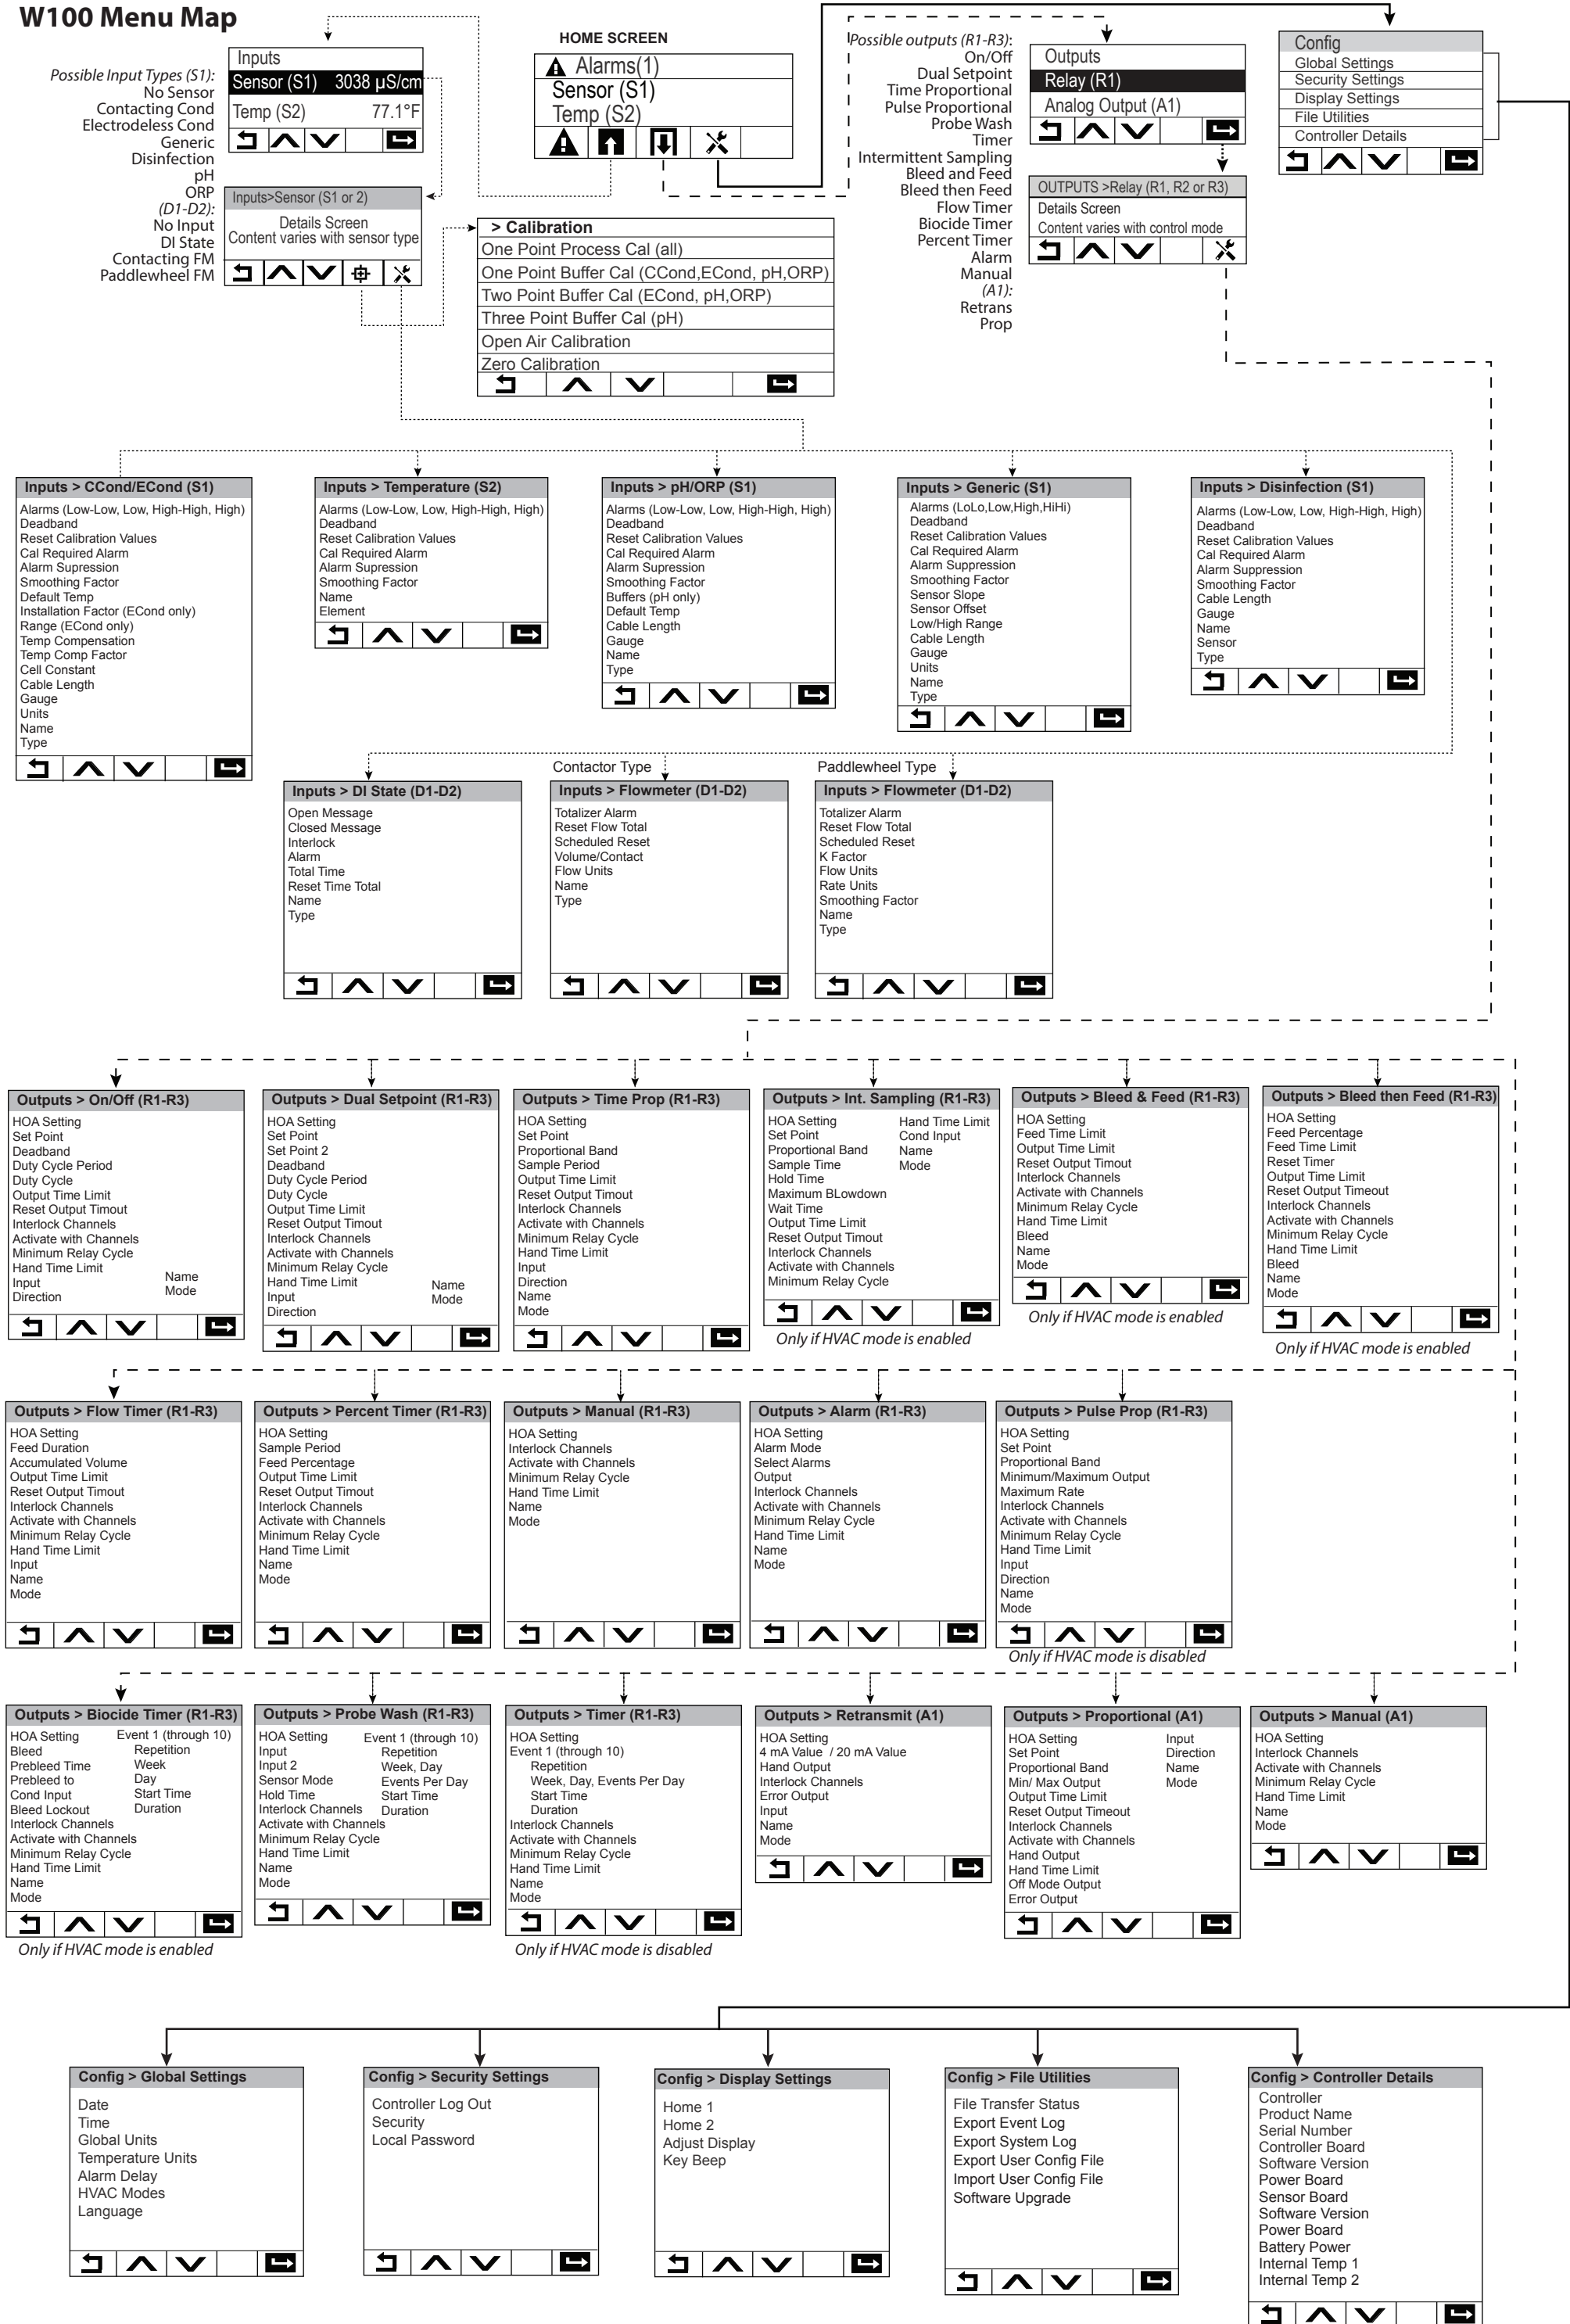 W100 Menu Map
Possible Input Types (S1):
No Sensor
Contacting Cond
Electrodeless Cond
Generic
Disinfection
pH
ORP
(D1-D2):
No Input
DI State
Contacting FM
Paddlewheel FM
Inputs
Sensor (S1) 3038 µS/cm
Temp (S2) 77.1°F
Inputs>Sensor (S1 or 2)
Details Screen
Content varies with sensor type
HOME SCREEN
Alarms(1)
Sensor (S1)
Temp (S2)
> Calibration
One Point Process Cal (all)
One Point Buffer Cal (CCond,ECond, pH,ORP)
Two Point Buffer Cal (ECond, pH,ORP)
Three Point Buffer Cal (pH)
Open Air Calibration
Zero Calibration
Possible outputs (R1-R3):
On/Off
Dual Setpoint
Time Proportional
Pulse Proportional
Probe Wash
Timer
Intermittent Sampling
Bleed and Feed
Bleed then Feed
Flow Timer
Biocide Timer
Percent Timer
Alarm
Manual
(A1):
Retrans
Prop
Outputs
Relay (R1)
Analog Output (A1)
OUTPUTS >Relay (R1, R2 or R3)
Details Screen
Content varies with control mode
Config
Global Settings
Security Settings
Display Settings
File Utilities
Controller Details
Inputs > CCond/ECond (S1)
Alarms (Low-Low, Low, High-High, High)
Deadband
Reset Calibration Values
Cal Required Alarm
Alarm Supression
Smoothing Factor
Default Temp
Installation Factor (ECond only)
Range (ECond only)
Temp Compensation
Temp Comp Factor
Cell Constant
Cable Length
Gauge
Units
Name
Type
Inputs > Temperature (S2)
Alarms (Low-Low, Low, High-High, High)
Deadband
Reset Calibration Values
Cal Required Alarm
Alarm Supression
Smoothing Factor
Name
Element
Inputs > pH/ORP (S1)
Alarms (Low-Low, Low, High-High, High)
Deadband
Reset Calibration Values
Cal Required Alarm
Alarm Supression
Smoothing Factor
Buffers (pH only)
Default Temp
Cable Length
Gauge
Name
Type
Inputs > Generic (S1)
Alarms (LoLo,Low,High,HiHi)
Deadband
Reset Calibration Values
Cal Required Alarm
Alarm Suppression
Smoothing Factor
Sensor Slope
Sensor Offset
Low/High Range
Cable Length
Gauge
Units
Name
Type
Inputs > Disinfection (S1)
Alarms (Low-Low, Low, High-High, High)
Deadband
Reset Calibration Values
Cal Required Alarm
Alarm Suppression
Smoothing Factor
Cable Length
Gauge
Name
Sensor
Type
Inputs > DI State (D1-D2)
Open Message
Closed Message
Interlock
Alarm
Total Time
Reset Time Total
Name
Type
Contactor Type
Inputs > Flowmeter (D1-D2)
Totalizer Alarm
Reset Flow Total
Scheduled Reset
Volume/Contact
Flow Units
Name
Type
Paddlewheel Type
Inputs > Flowmeter (D1-D2)
Totalizer Alarm
Reset Flow Total
Scheduled Reset
K Factor
Flow Units
Rate Units
Smoothing Factor
Name
Type
Outputs > On/Off (R1-R3)
HOA Setting
Set Point
Deadband
Duty Cycle Period
Duty Cycle
Output Time Limit
Reset Output Timout
Interlock Channels
Activate with Channels
Minimum Relay Cycle
Hand Time Limit
Input
Direction
Name
Mode
Outputs > Dual Setpoint (R1-R3)
HOA Setting
Set Point
Set Point 2
Deadband
Duty Cycle Period
Duty Cycle
Output Time Limit
Reset Output Timout
Interlock Channels
Activate with Channels
Minimum Relay Cycle
Hand Time Limit
Input
Direction
Name
Mode
Outputs > Time Prop (R1-R3)
HOA Setting
Set Point
Proportional Band
Sample Period
Output Time Limit
Reset Output Timout
Interlock Channels
Activate with Channels
Minimum Relay Cycle
Hand Time Limit
Input
Direction
Name
Mode
Outputs > Int. Sampling (R1-R3)
HOA Setting
Set Point
Proportional Band
Sample Time
Hold Time
Maximum BLowdown
Wait Time
Output Time Limit
Reset Output Timout
Interlock Channels
Activate with Channels
Minimum Relay Cycle
Hand Time Limit
Cond Input
Name
Mode
Only if HVAC mode is enabled
Outputs > Bleed & Feed (R1-R3)
HOA Setting
Feed Time Limit
Output Time Limit
Reset Output Timout
Interlock Channels
Activate with Channels
Minimum Relay Cycle
Hand Time Limit
Bleed
Name
Mode
Only if HVAC mode is enabled
Outputs > Bleed then Feed (R1-R3)
HOA Setting
Feed Percentage
Feed Time Limit
Reset Timer
Output Time Limit
Reset Output Timeout
Interlock Channels
Activate with Channels
Minimum Relay Cycle
Hand Time Limit
Bleed
Name
Mode
Only if HVAC mode is enabled
Outputs > Flow Timer (R1-R3)
HOA Setting
Feed Duration
Accumulated Volume
Output Time Limit
Reset Output Timout
Interlock Channels
Activate with Channels
Minimum Relay Cycle
Hand Time Limit
Input
Name
Mode
Outputs > Percent Timer (R1-R3)
HOA Setting
Sample Period
Feed Percentage
Output Time Limit
Reset Output Timout
Interlock Channels
Activate with Channels
Minimum Relay Cycle
Hand Time Limit
Name
Mode
Outputs > Manual (R1-R3)
HOA Setting
Interlock Channels
Activate with Channels
Minimum Relay Cycle
Hand Time Limit
Name
Mode
Outputs > Alarm (R1-R3)
HOA Setting
Alarm Mode
Select Alarms
Output
Interlock Channels
Activate with Channels
Minimum Relay Cycle
Hand Time Limit
Name
Mode
Outputs > Pulse Prop (R1-R3)
HOA Setting
Set Point
Proportional Band
Minimum/Maximum Output
Maximum Rate
Interlock Channels
Activate with Channels
Minimum Relay Cycle
Hand Time Limit
Input
Direction
Name
Mode
Only if HVAC mode is disabled
Outputs > Biocide Timer (R1-R3)
HOA Setting
Bleed
Prebleed Time
Prebleed to
Cond Input
Bleed Lockout
Interlock Channels
Activate with Channels
Minimum Relay Cycle
Hand Time Limit
Name
Mode
Event 1 (through 10)
Repetition
Week
Day
Start Time
Duration
Only if HVAC mode is enabled
Outputs > Probe Wash (R1-R3)
HOA Setting
Input
Input 2
Sensor Mode
Hold Time
Interlock Channels
Activate with Channels
Minimum Relay Cycle
Hand Time Limit
Name
Mode
Event 1 (through 10)
Repetition
Week, Day
Events Per Day
Start Time
Duration
Outputs > Timer (R1-R3)
HOA Setting
Event 1 (through 10)
Repetition
Week, Day, Events Per Day
Start Time
Duration
Interlock Channels
Activate with Channels
Minimum Relay Cycle
Hand Time Limit
Name
Mode
Only if HVAC mode is disabled
Outputs > Retransmit (A1)
HOA Setting
4 mA Value / 20 mA Value
Hand Output
Interlock Channels
Error Output
Input
Name
Mode
Outputs > Proportional (A1)
HOA Setting
Set Point
Proportional Band
Min/ Max Output
Output Time Limit
Reset Output Timeout
Interlock Channels
Activate with Channels
Hand Output
Hand Time Limit
Off Mode Output
Error Output
Input
Direction
Name
Mode
Outputs > Manual (A1)
HOA Setting
Interlock Channels
Activate with Channels
Minimum Relay Cycle
Hand Time Limit
Name
Mode
Config > Global Settings
Date
Time
Global Units
Temperature Units
Alarm Delay
HVAC Modes
Language
Config > Security Settings
Controller Log Out
Security
Local Password
Config > Display Settings
Home 1
Home 2
Adjust Display
Key Beep
Config > File Utilities
File Transfer Status
Export Event Log
Export System Log
Export User Config File
Import User Config File
Software Upgrade
Config > Controller Details
Controller
Product Name
Serial Number
Controller Board
Software Version
Power Board
Sensor Board
Software Version
Power Board
Battery Power
Internal Temp 1
Internal Temp 2